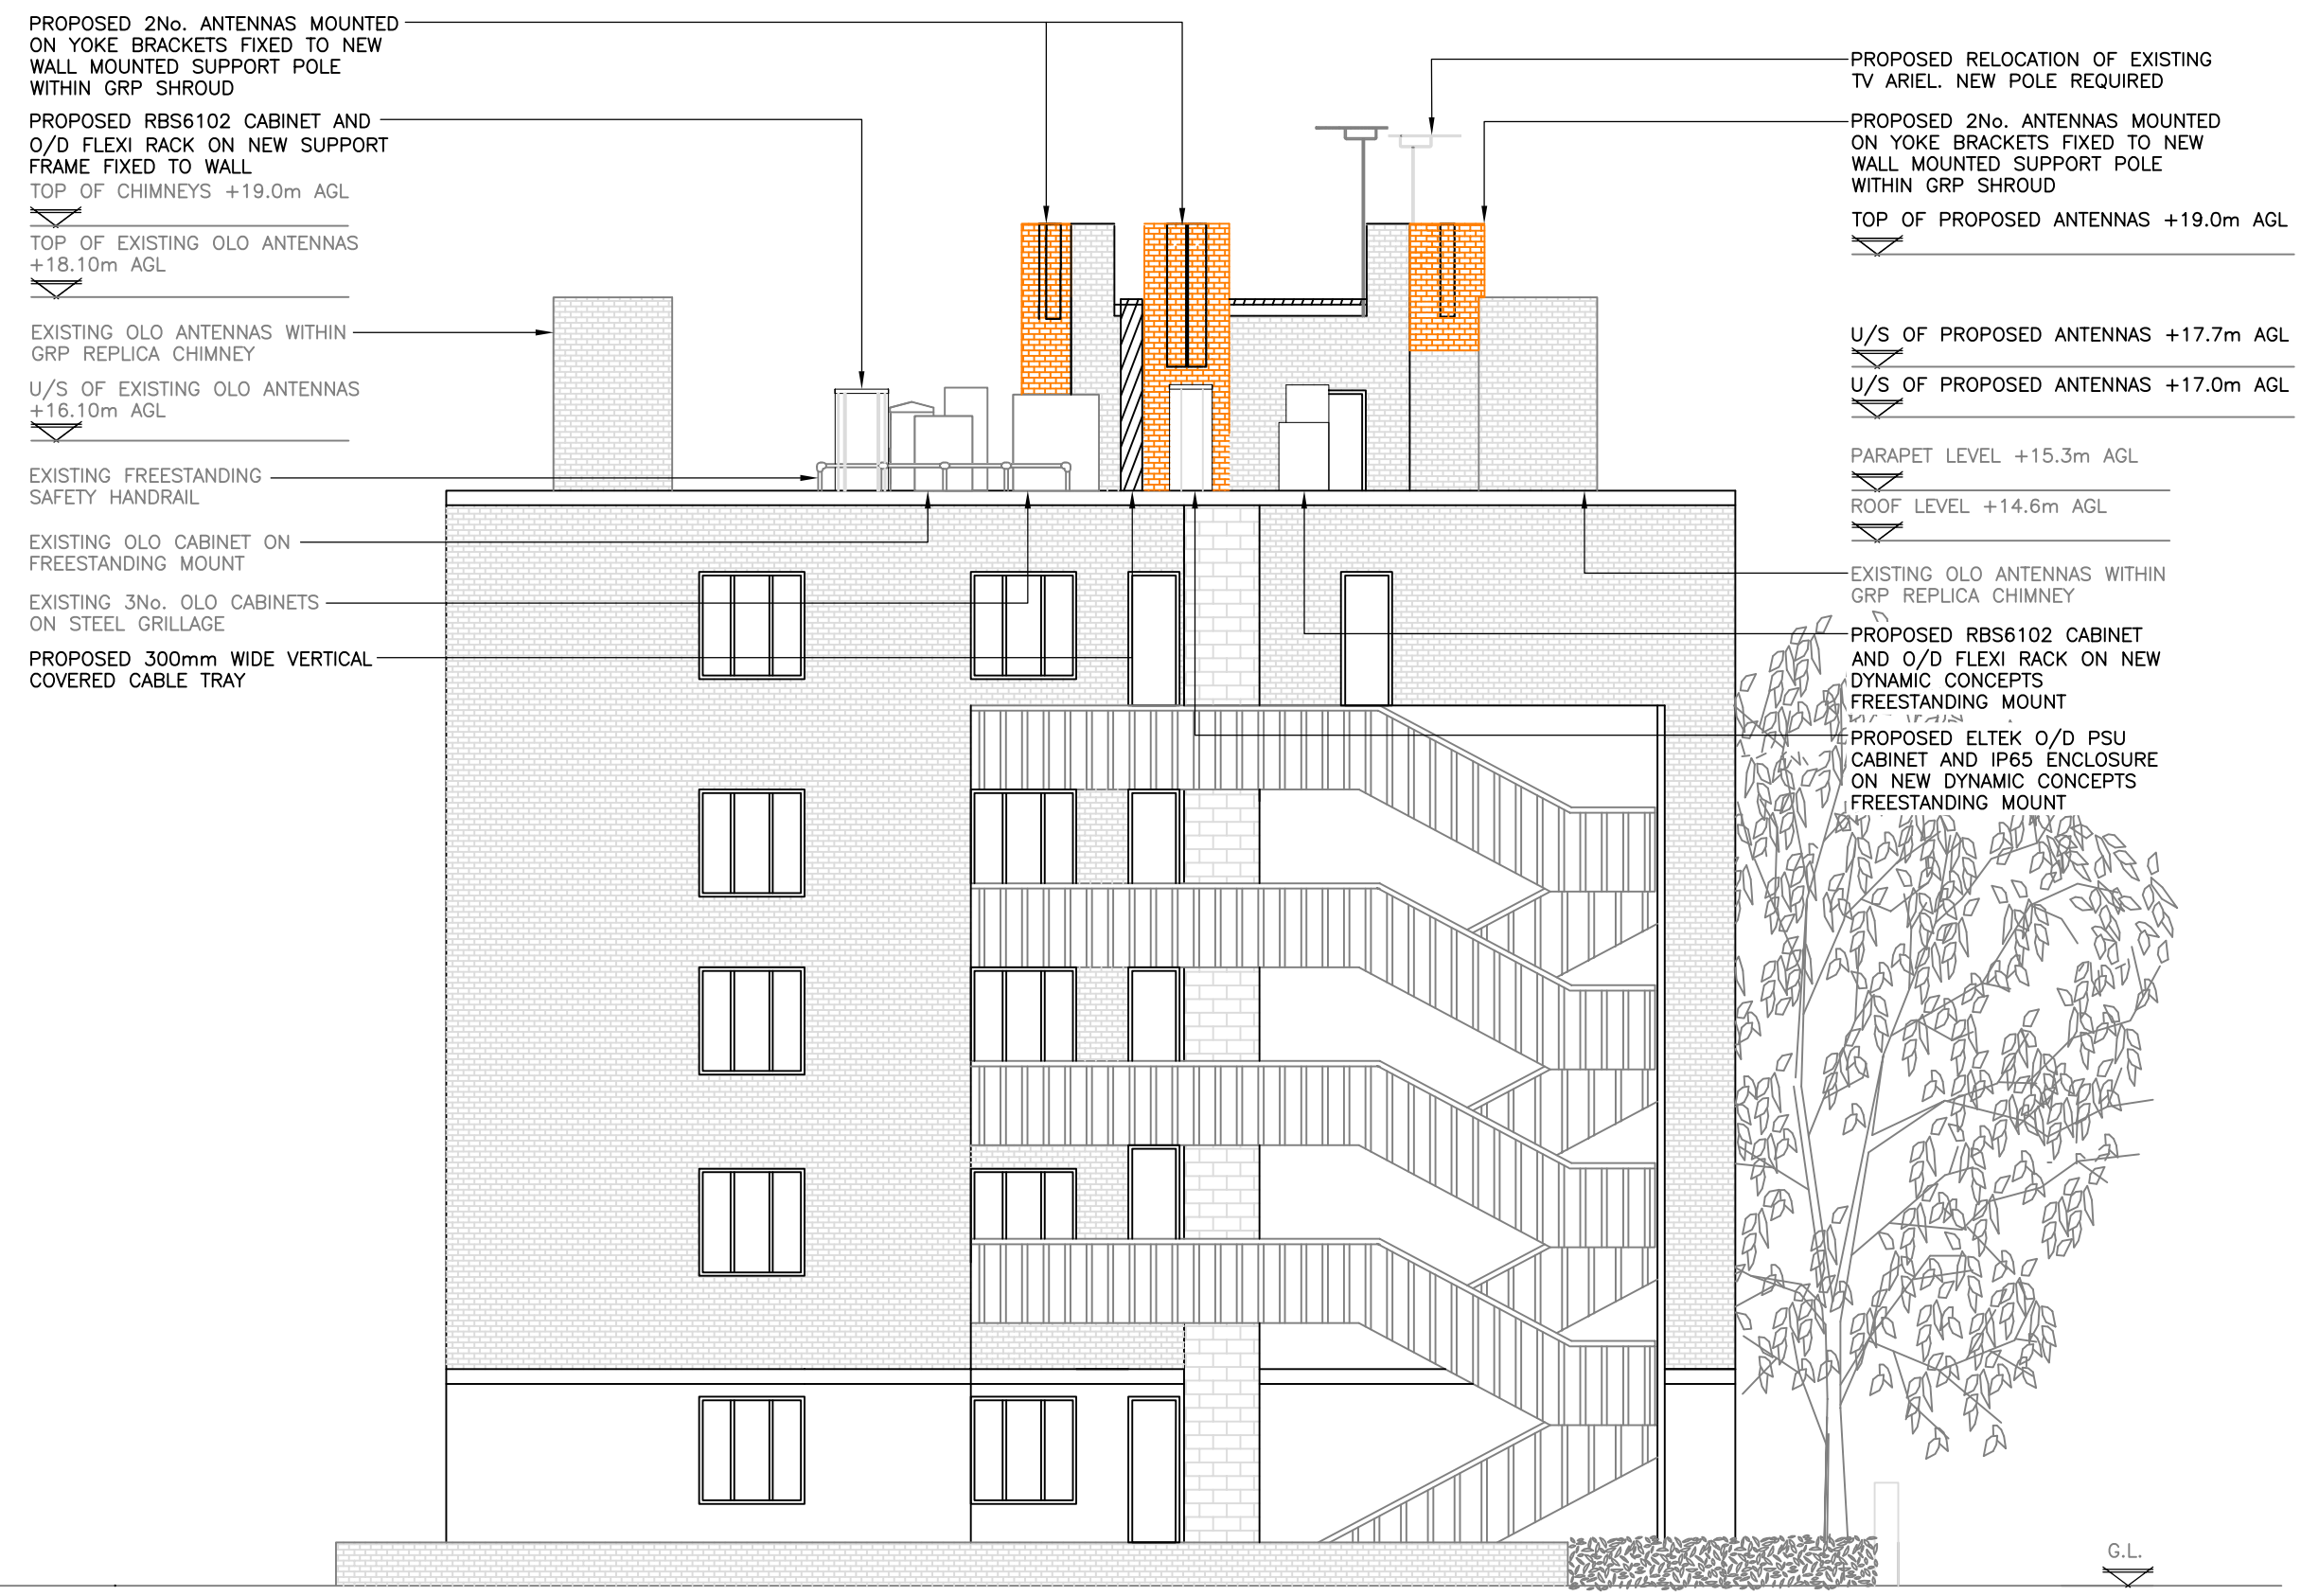 PROPOSED 2No. ANTENNAS MOUNTED
ON YOKE BRACKETS FIXED TO NEW
WALL MOUNTED SUPPORT POLE
WITHIN GRP SHROUD
PROPOSED RBS6102 CABINET AND
O/D FLEXI RACK ON NEW SUPPORT
FRAME FIXED TO WALL
TOP OF CHIMNEYS +19.0m AGL
TOP OF EXISTING OLO ANTENNAS
+18.10m AGL
EXISTING OLO ANTENNAS WITHIN
GRP REPLICA CHIMNEY
U/S OF EXISTING OLO ANTENNAS
+16.10m AGL
EXISTING FREESTANDING
SAFETY HANDRAIL
EXISTING OLO CABINET ON
FREESTANDING MOUNT
EXISTING 3No. OLO CABINETS
ON STEEL GRILLAGE
PROPOSED 300mm WIDE VERTICAL
COVERED CABLE TRAY
PROPOSED RELOCATION OF EXISTING
TV ARIEL. NEW POLE REQUIRED
PROPOSED 2No. ANTENNAS MOUNTED
ON YOKE BRACKETS FIXED TO NEW
WALL MOUNTED SUPPORT POLE
WITHIN GRP SHROUD
TOP OF PROPOSED ANTENNAS +19.0m AGL
U/S OF PROPOSED ANTENNAS +17.7m AGL
U/S OF PROPOSED ANTENNAS +17.0m AGL
PARAPET LEVEL +15.3m AGL
ROOF LEVEL +14.6m AGL
EXISTING OLO ANTENNAS WITHIN
GRP REPLICA CHIMNEY
PROPOSED RBS6102 CABINET
AND O/D FLEXI RACK ON NEW
DYNAMIC CONCEPTS
FREESTANDING MOUNT
PROPOSED ELTEK O/D PSU
CABINET AND IP65 ENCLOSURE
ON NEW DYNAMIC CONCEPTS
FREESTANDING MOUNT
G.L.